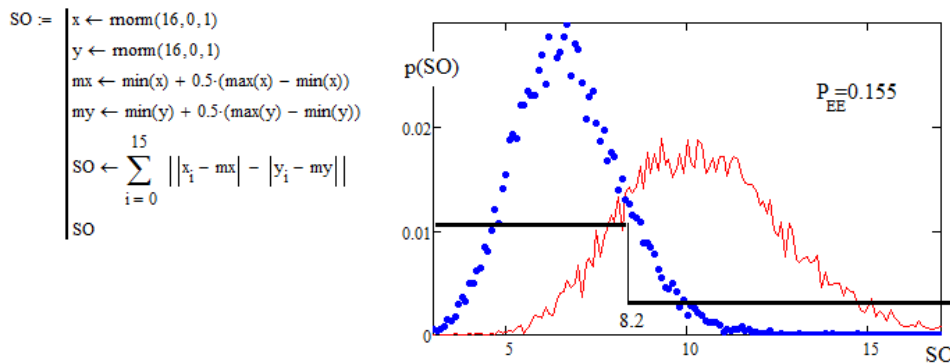 SO := x ← rnorm(16,0,1)
y ← rnorm(16,0,1)
mx ← min(x) + 0.5·(max(x) − min(x))
my ← min(y) + 0.5·(max(y) − min(y))
15
SO ← ∑ ||x_i − mx| − |y_i − my||
i = 0
SO
p(SO)
P_EE=0.155
0.02
0.01
0
5
8.2
10
15
SO